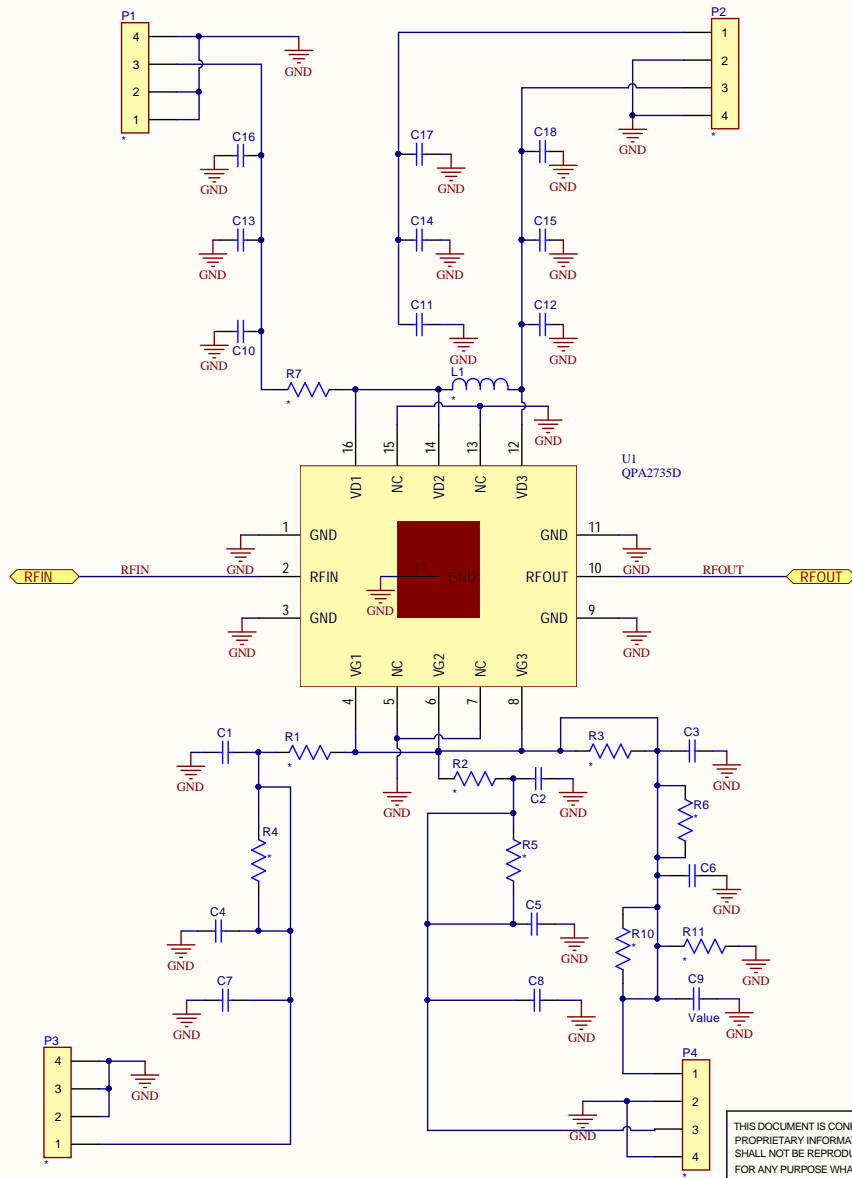 P1
4
3
2
1
*
GND
P2
1
2
3
4
*
GND
C16
GND
C17
GND
C18
GND
C13
GND
C14
GND
C15
GND
C10
GND
C11
GND
C12
GND
R7
*
L1
*
GND
16
15
14
13
12
U1
QPA2735D
VD1
NC
VD2
NC
VD3
1
GND
GND
GND
11
GND
RFIN
RFIN
2
RFIN
17
GND
GND
RFOUT
10
RFOUT
RFOUT
3
GND
GND
GND
9
GND
VG1
NC
VG2
NC
VG3
4
5
6
7
8
C1
GND
R1
*
R2
*
C2
GND
GND
R3
*
C3
GND
R4
*
R5
*
R6
*
C6
GND
C4
GND
C5
GND
R10
*
R11
*
GND
C7
GND
C8
GND
C9
Value
GND
P3
4
3
2
1
*
GND
P4
1
2
3
4
*
GND
THIS DOCUMENT IS
PROPRIETARY
SHALL NOT BE
FOR ANY PURPOSE